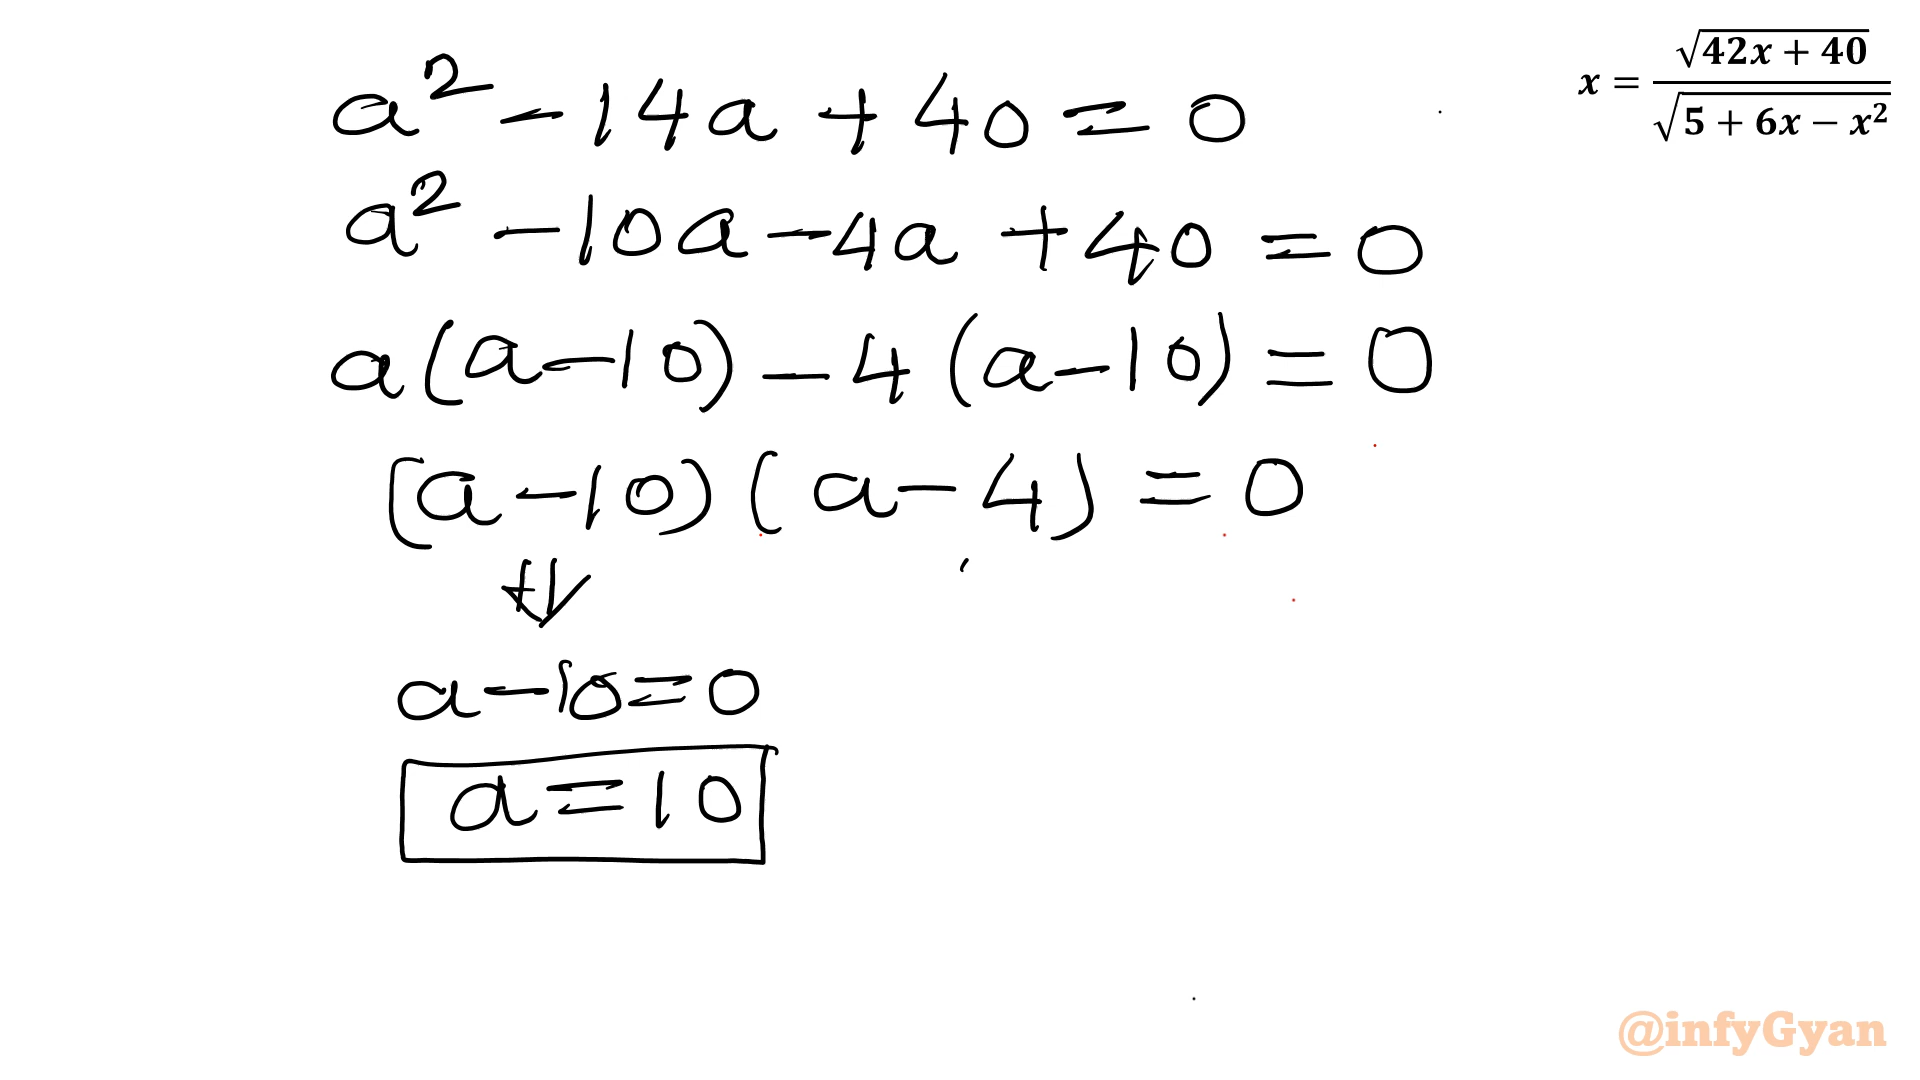 a² - 14a + 40 = 0
x = √(42x + 40) / √(5 + 6x − x²)
a² - 10a - 4a + 40 = 0
a(a-10) - 4(a-10) = 0
(a-10)(a-4) = 0
⇓
a-10=0
a=10
@infyGyan